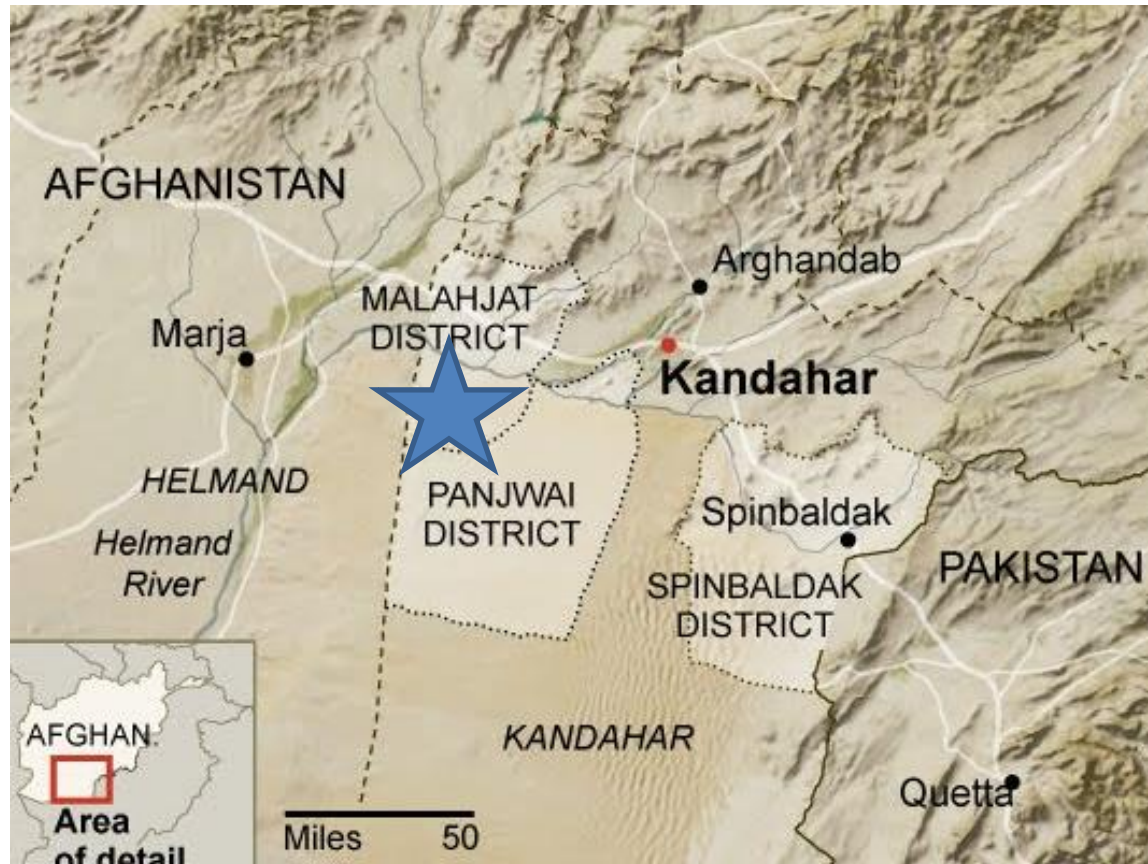 AFGHANISTAN
Arghandab
MALAHJAT
DISTRICT
Marja
Kandahar
HELMAND
PANJWAI
DISTRICT
Spinbaldak
Helmand
River
PAKISTAN
SPINBALDAK
DISTRICT
KANDAHAR
AFGHAN.
Quetta
Area
of detail
Miles 50